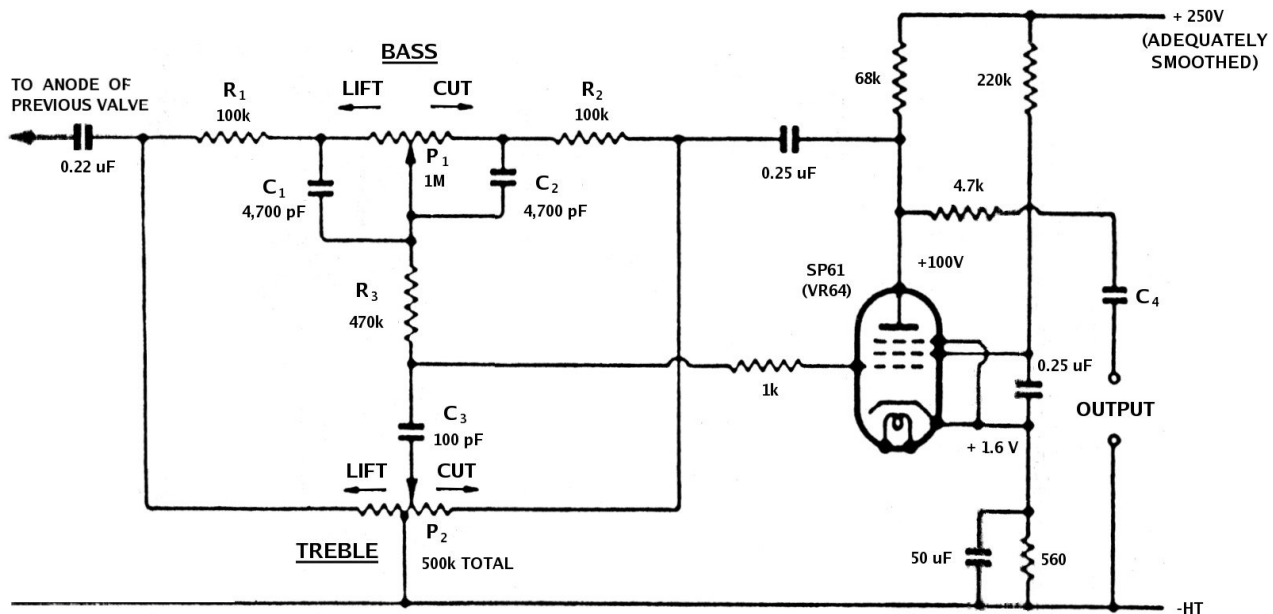 + 250V
(ADEQUATELY
SMOOTHED)
BASS
TO ANODE OF
PREVIOUS VALVE
LIFT
CUT
R1
100k
R2
100k
68k
220k
0.22 uF
P1
1M
C1
4,700 pF
C2
4,700 pF
0.25 uF
4.7k
SP61
(VR64)
+100V
C4
R3
470k
0.25 uF
1k
OUTPUT
C3
100 pF
+ 1.6 V
LIFT
CUT
P2
500k TOTAL
TREBLE
50 uF
560
-HT